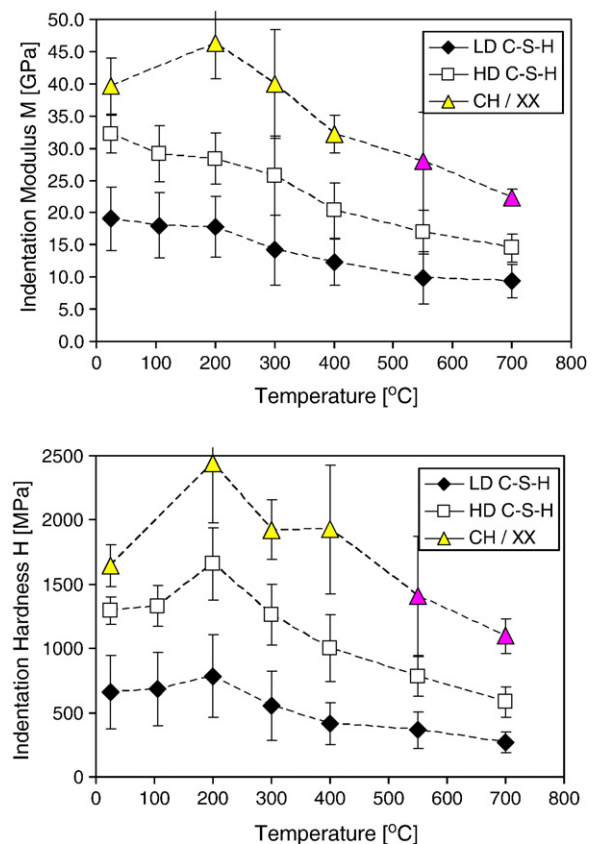 50.0
45.0
40.0
35.0
30.0
25.0
20.0
15.0
10.0
5.0
0.0
Indentation Modulus M [GPa]
LD C-S-H
HD C-S-H
CH / XX
0 100 200 300 400 500 600 700 800
Temperature [°C]
2500
2000
1500
1000
500
0
Indentation Hardness H [MPa]
LD C-S-H
HD C-S-H
CH / XX
0 100 200 300 400 500 600 700 800
Temperature [°C]